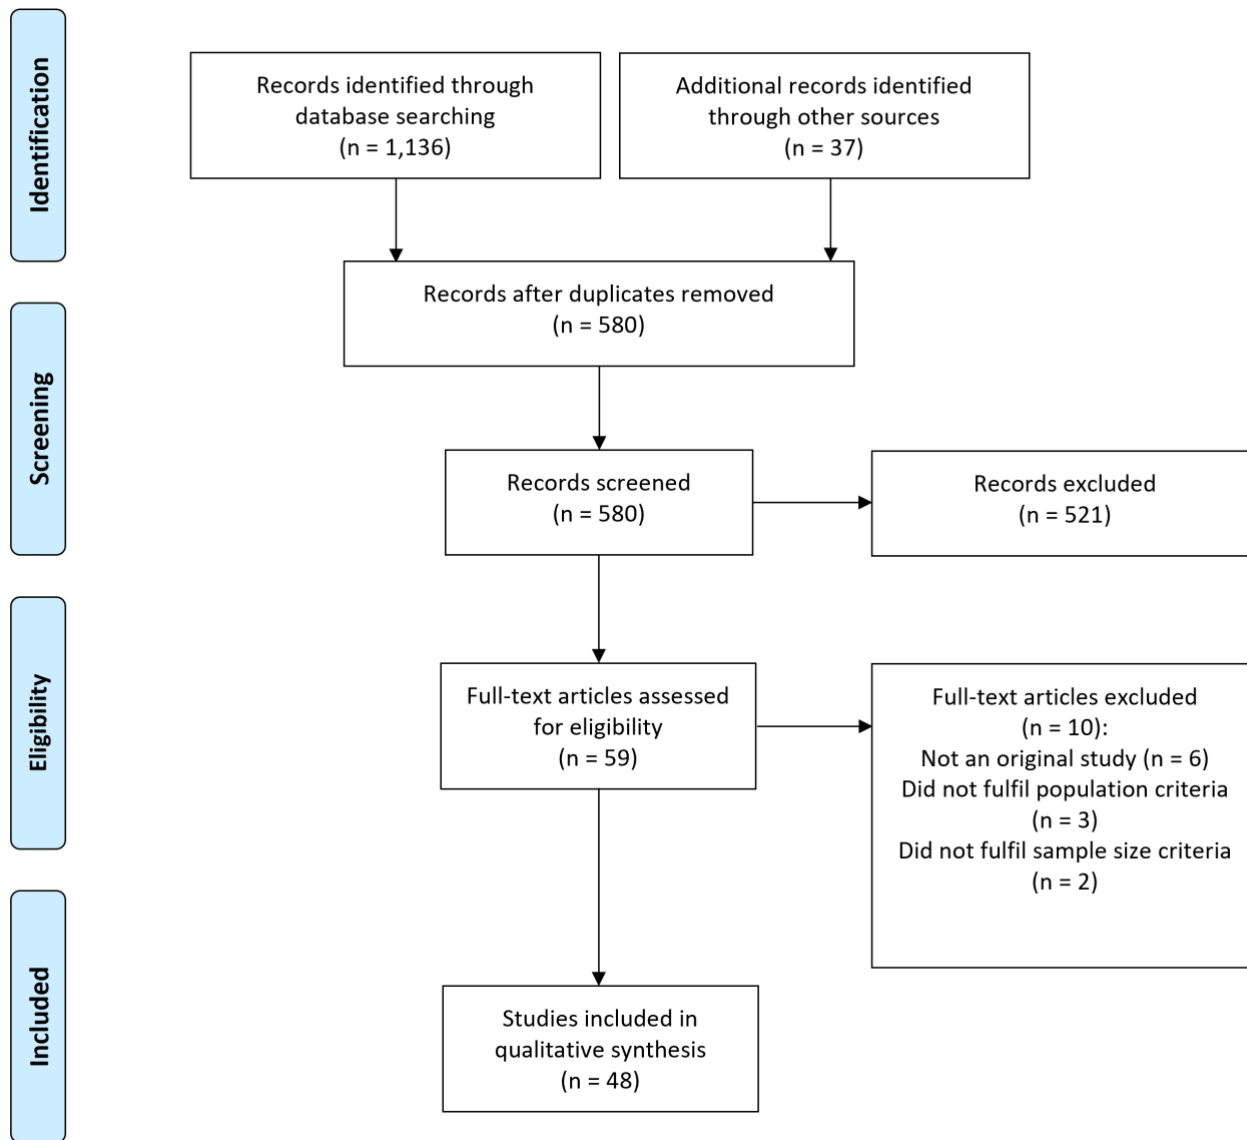 Identification
Records identified through
database searching
(n = 1,136)
Additional records identified
through other sources
(n = 37)
Records after duplicates removed
(n = 580)
Screening
Records screened
(n = 580)
Records excluded
(n = 521)
Eligibility
Full-text articles assessed
for eligibility
(n = 59)
Full-text articles excluded
(n = 10):
Not an original study (n = 6)
Did not fulfil population criteria
(n = 3)
Did not fulfil sample size criteria
(n = 2)
Included
Studies included in
qualitative synthesis
(n = 48)